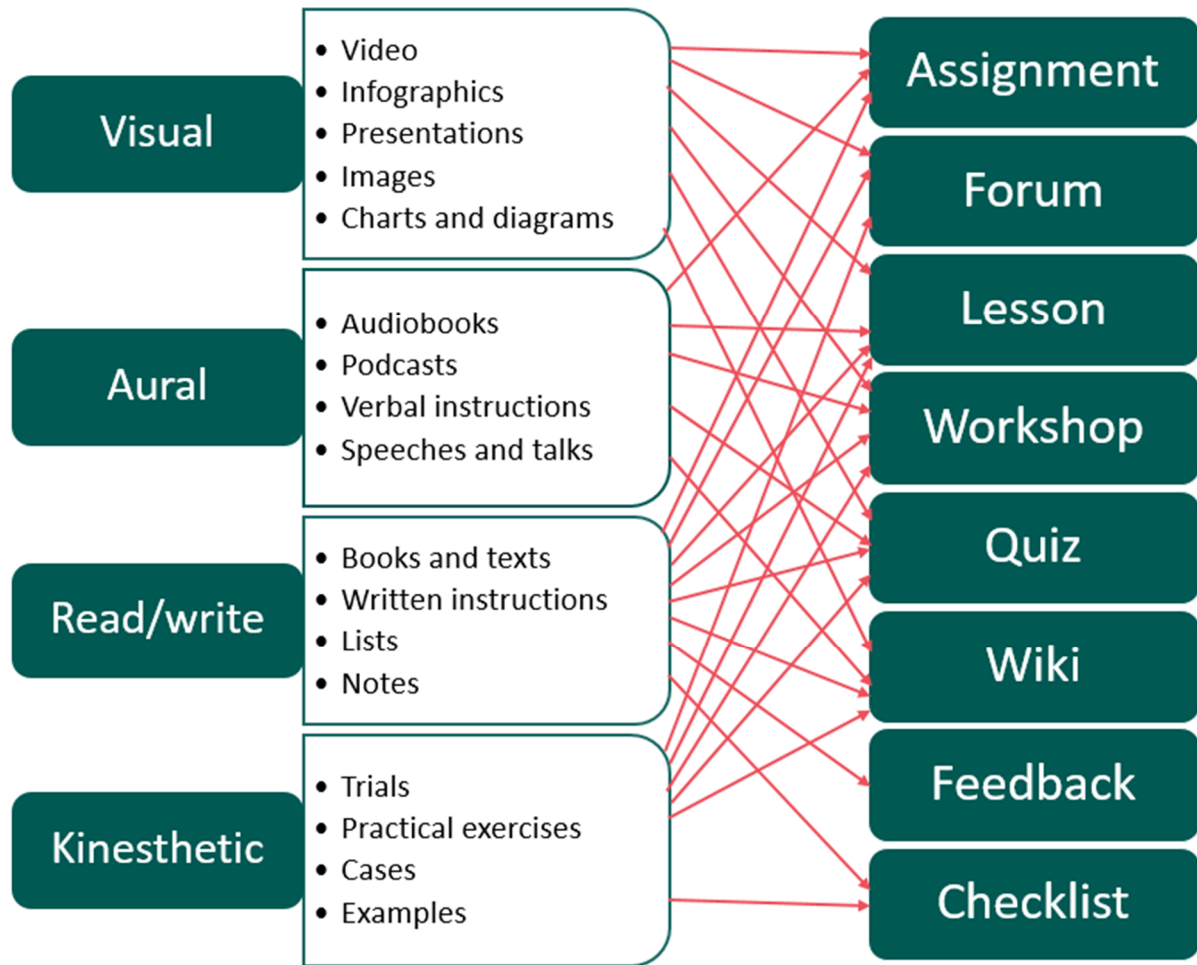 Visual
• Video
• Infographics
• Presentations
• Images
• Charts and diagrams
Aural
• Audiobooks
• Podcasts
• Verbal instructions
• Speeches and talks
Read/write
• Books and texts
• Written instructions
• Lists
• Notes
Kinesthetic
• Trials
• Practical exercises
• Cases
• Examples
Assignment
Forum
Lesson
Workshop
Quiz
Wiki
Feedback
Checklist